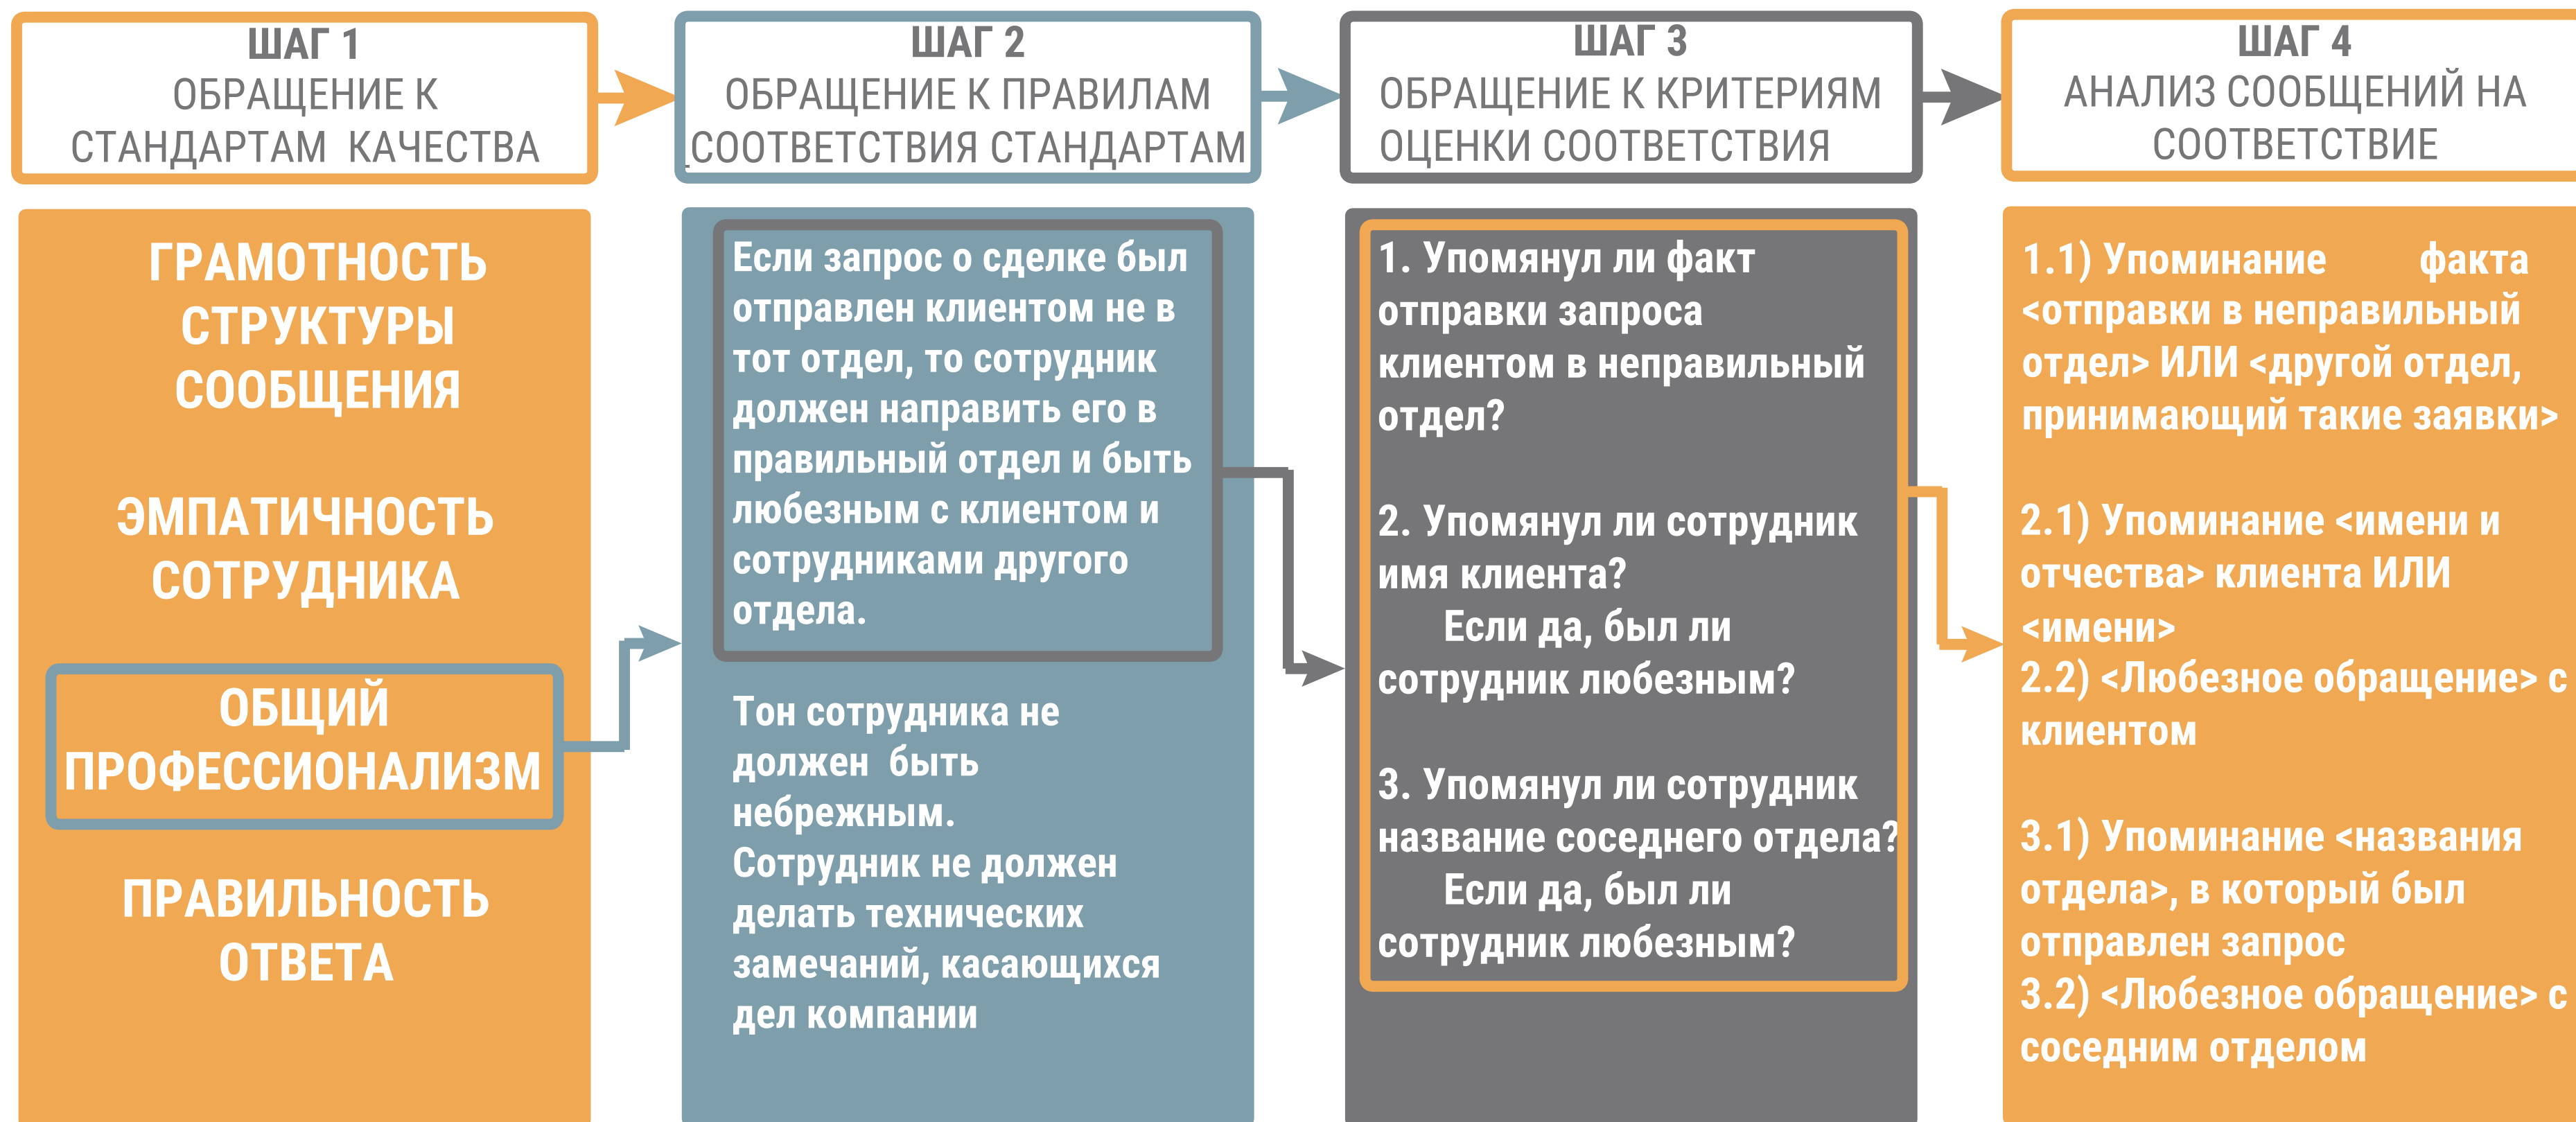 ШАГ 1
ОБРАЩЕНИЕ К
СТАНДАРТАМ КАЧЕСТВА
ШАГ 2
ОБРАЩЕНИЕ К ПРАВИЛАМ
СООТВЕТСТВИЯ СТАНДАРТАМ
ШАГ 3
ОБРАЩЕНИЕ К КРИТЕРИЯМ
ОЦЕНКИ СООТВЕТСТВИЯ
ШАГ 4
АНАЛИЗ СООБЩЕНИЙ НА
СООТВЕТСТВИЕ
ГРАМОТНОСТЬ
СТРУКТУРЫ
СООБЩЕНИЯ
ЭМПАТИЧНОСТЬ
СОТРУДНИКА
ОБЩИЙ
ПРОФЕССИОНАЛИЗМ
ПРАВИЛЬНОСТЬ
ОТВЕТА
Если запрос о сделке был
отправлен клиентом не в
тот отдел, то сотрудник
должен направить его в
правильный отдел и быть
любезным с клиентом и
сотрудниками другого
отдела.
Тон сотрудника не
должен быть
небрежным.
Сотрудник не должен
делать технических
замечаний, касающихся
дел компании
1. Упомянул ли факт
отправки запроса
клиентом в неправильный
отдел?
2. Упомянул ли сотрудник
имя клиента?
Если да, был ли
сотрудник любезным?
3. Упомянул ли сотрудник
название соседнего отдела?
Если да, был ли
сотрудник любезным?
1.1) Упоминание факта
<отправки в неправильный
отдел> ИЛИ <другой отдел,
принимающий такие заявки>
2.1) Упоминание <имени и
отчества> клиента ИЛИ
<имени>
2.2) <Любезное обращение> с
клиентом
3.1) Упоминание <названия
отдела>, в который был
отправлен запрос
3.2) <Любезное обращение> с
соседним отделом